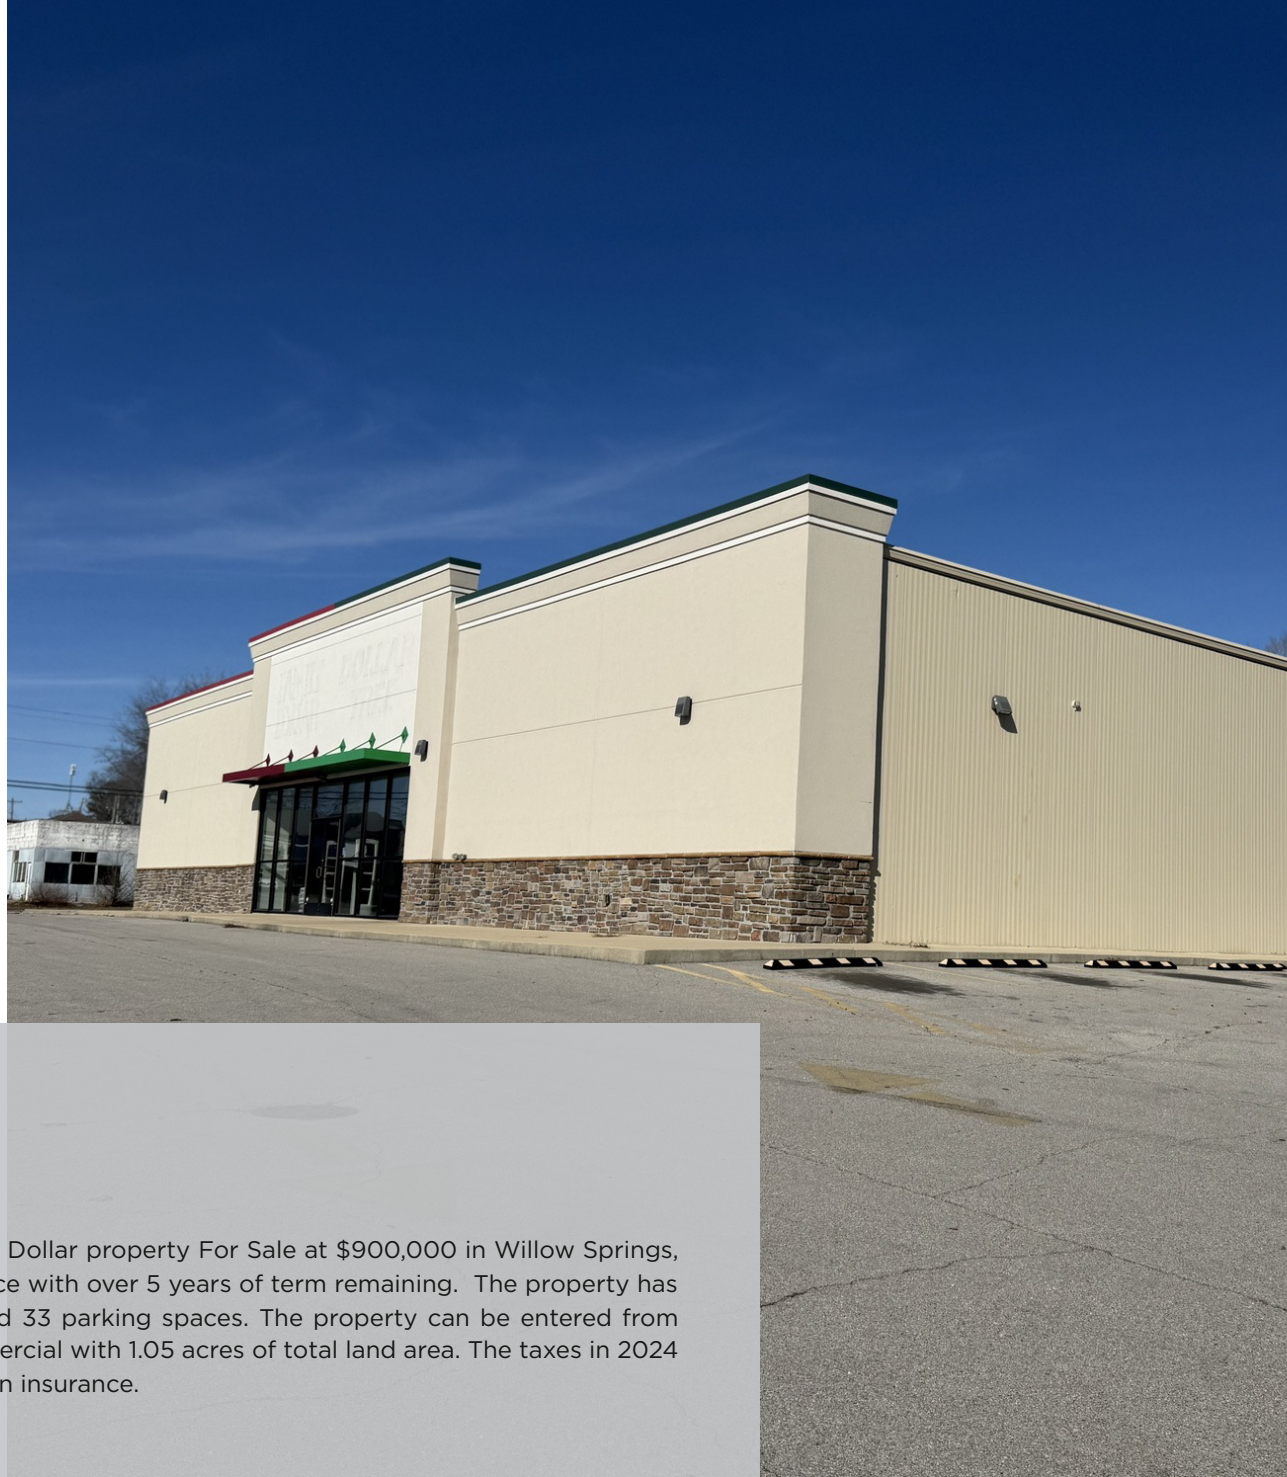 Dollar property For Sale at $900,000 in Willow Springs,
ce with over 5 years of term remaining. The property has
d 33 parking spaces. The property can be entered from
ercial with 1.05 acres of total land area. The taxes in 2024
n insurance.